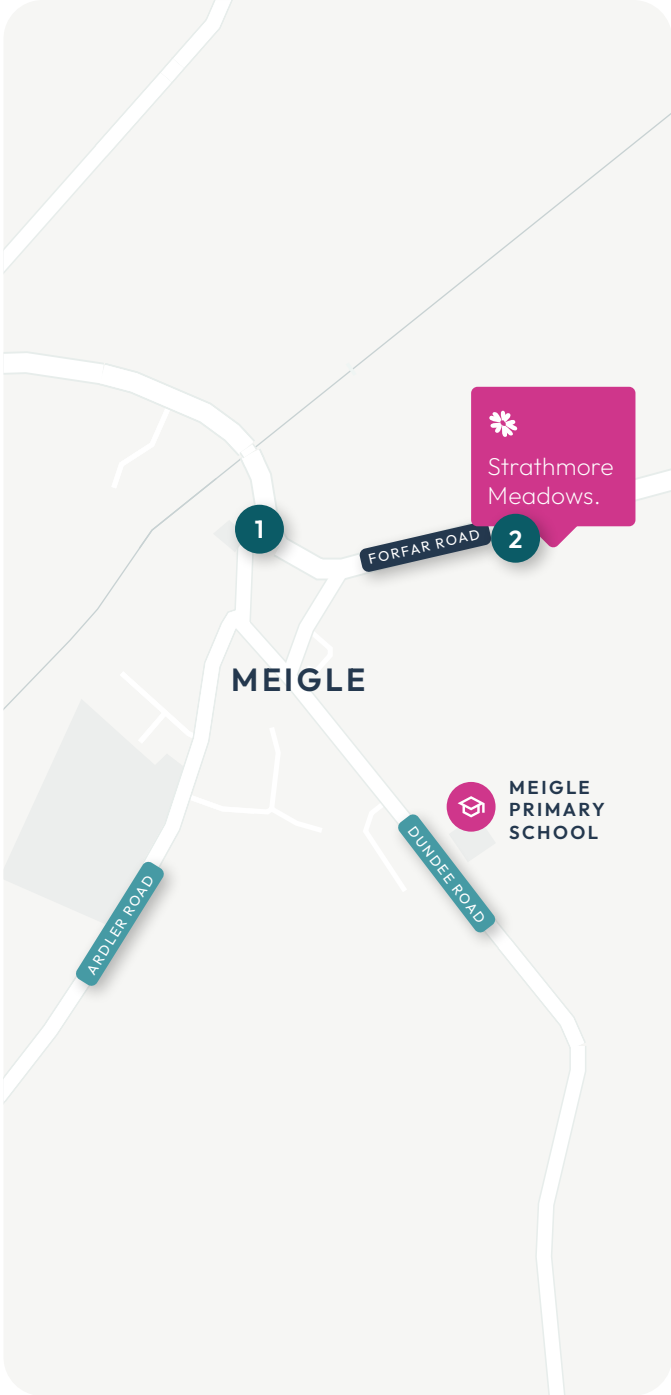 Strathmore
Meadows.
1
2
FORFAR ROAD
MEIGLE
MEIGLE
PRIMARY
SCHOOL
DUNDEE ROAD
ARDLER ROAD